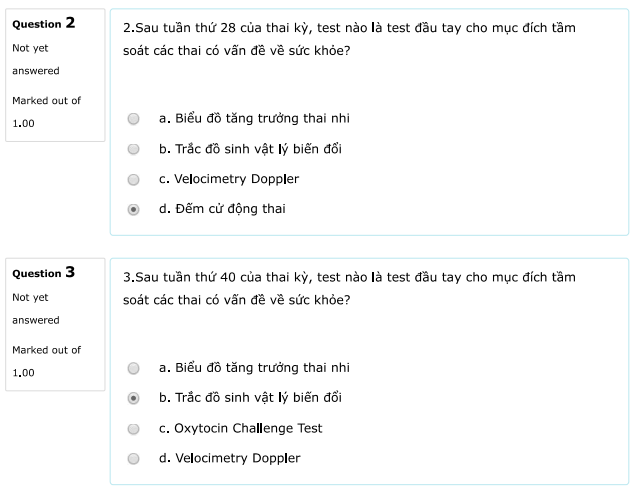 Question 2
Not yet
answered
Marked out of
1.00
2.Sau tuần thứ 28 của thai kỳ, test nào là test đầu tay cho mục đích tầm
soát các thai có vấn đề về sức khỏe?
a. Biểu đồ tăng trưởng thai nhi
b. Trắc đồ sinh vật lý biến đổi
c. Velocimetry Doppler
d. Đếm cử động thai
Question 3
Not yet
answered
Marked out of
1.00
3.Sau tuần thứ 40 của thai kỳ, test nào là test đầu tay cho mục đích tầm
soát các thai có vấn đề về sức khỏe?
a. Biểu đồ tăng trưởng thai nhi
b. Trắc đồ sinh vật lý biến đổi
c. Oxytocin Challenge Test
d. Velocimetry Doppler